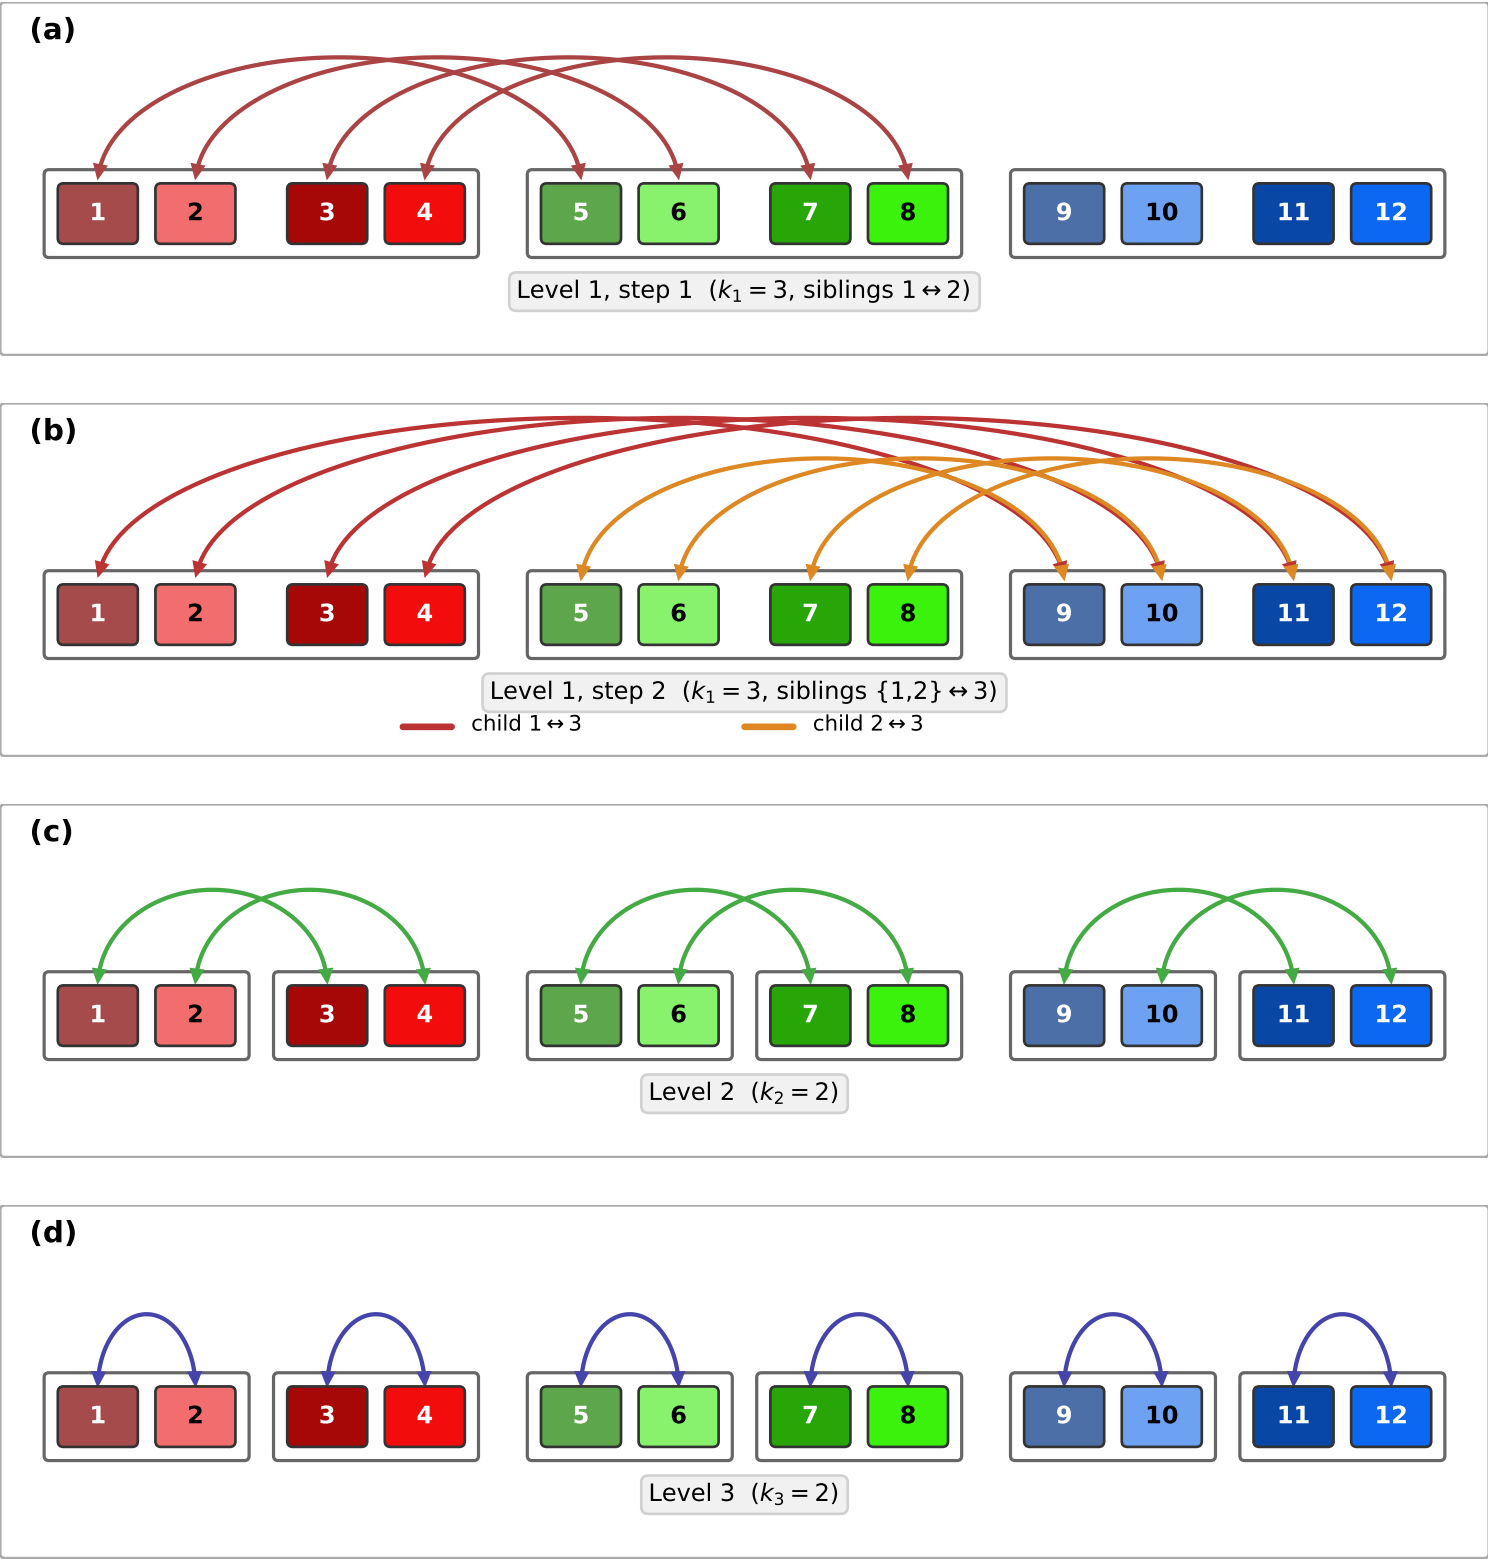 (a)
1 2 3 4 5 6 7 8 9 10 11 12
Level 1, step 1 (k₁ = 3, siblings 1 ↔ 2)
(b)
1 2 3 4 5 6 7 8 9 10 11 12
Level 1, step 2 (k₁ = 3, siblings {1,2} ↔ 3)
child 1 ↔ 3 child 2 ↔ 3
(c)
1 2 3 4 5 6 7 8 9 10 11 12
Level 2 (k₂ = 2)
(d)
1 2 3 4 5 6 7 8 9 10 11 12
Level 3 (k₃ = 2)